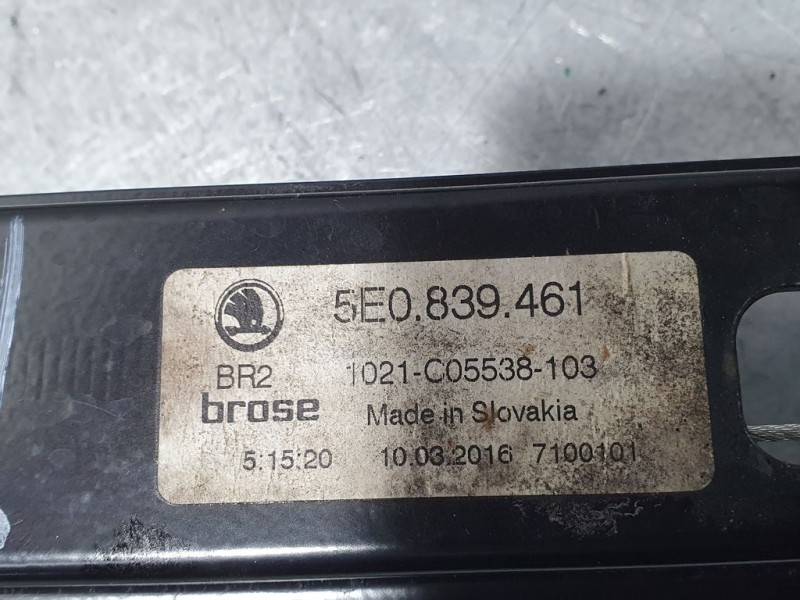 5E0.839.461
BR2 1021-C05538-103
brose Made in Slovakia
5:15:20 10.03.2016 7100101